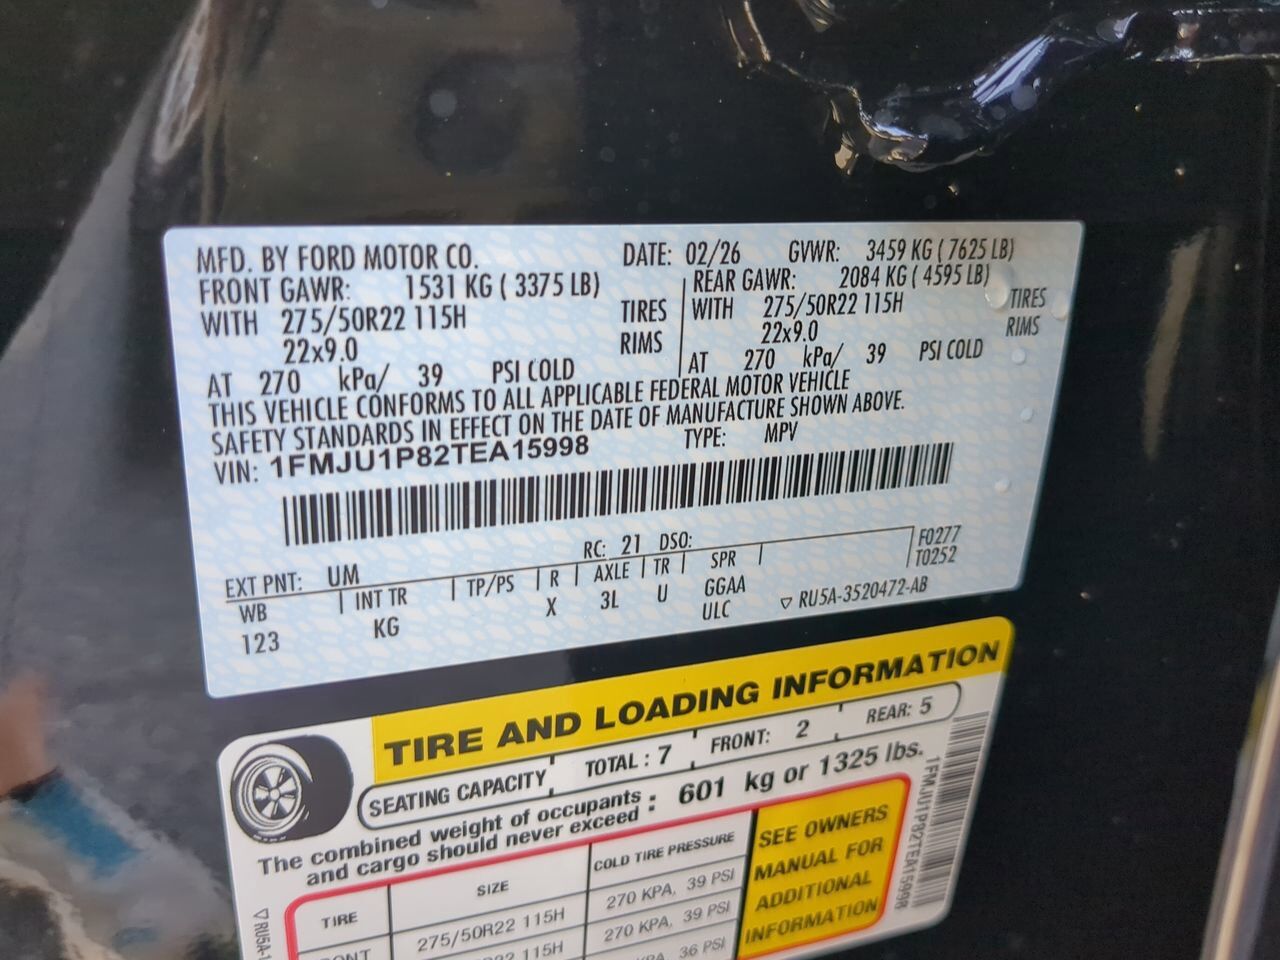 MFD. BY FORD MOTOR CO. DATE: 02/26 GVWR: 3459 KG ( 7625 LB)
FRONT GAWR: 1531 KG ( 3375 LB) REAR GAWR: 2084 KG ( 4595 LB)
WITH 275/50R22 115H TIRES WITH 275/50R22 115H TIRES
22x9.0 RIMS 22x9.0 RIMS
AT 270 kPa/ 39 PSI COLD AT 270 kPa/ 39 PSI COLD
THIS VEHICLE CONFORMS TO ALL APPLICABLE FEDERAL MOTOR VEHICLE
SAFETY STANDARDS IN EFFECT ON THE DATE OF MANUFACTURE SHOWN ABOVE.
VIN: 1FMJU1P82TEA15998 TYPE: MPV
EXT PNT: UM RC: 21 DSO: F0277
T0252
WB INT TR TP/PS R AXLE TR SPR
123 KG X 3L U GGAA
ULC ▽ RU5A-3520472-AB
TIRE AND LOADING INFORMATION
SEATING CAPACITY TOTAL : 7 FRONT: 2 REAR: 5
The combined weight of occupants
and cargo should never exceed : 601 kg or 1325 lbs.
TIRE SIZE COLD TIRE PRESSURE
275/50R22 115H 270 KPA, 39 PSI
115H 270 KPA, 39 PSI
36 PSI
SEE OWNERS
MANUAL FOR
ADDITIONAL
INFORMATION
1FMJU1P82TEA15998